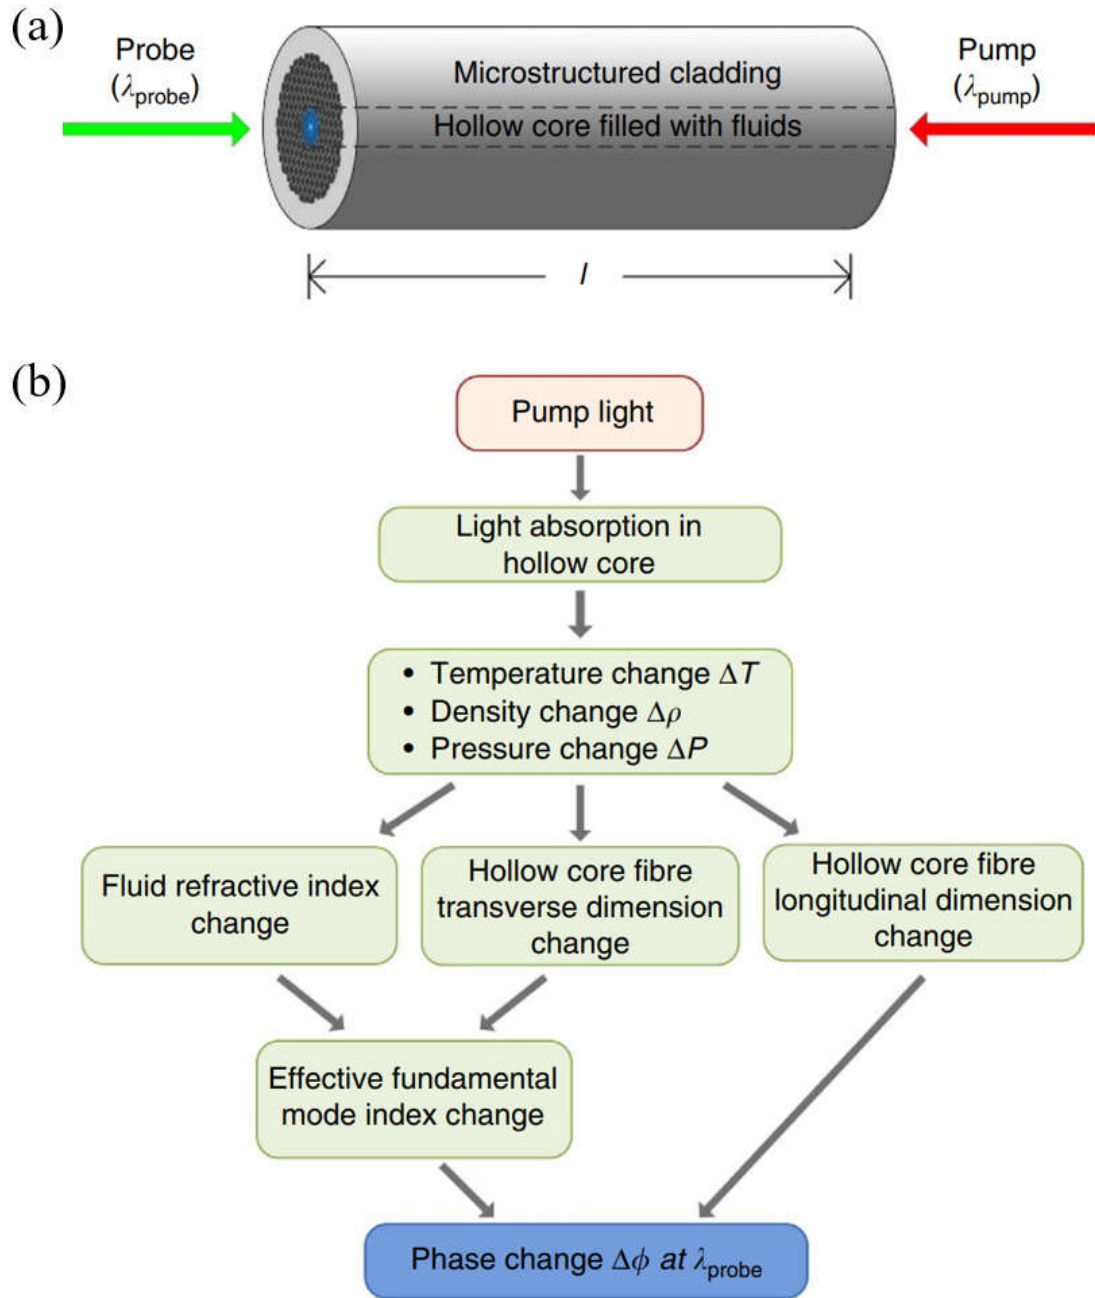 (a)
Probe
(λprobe)
Pump
(λpump)
Microstructured cladding
Hollow core filled with fluids
l
(b)
Pump light
Light absorption in
hollow core
• Temperature change ΔT
• Density change Δρ
• Pressure change ΔP
Fluid refractive index
change
Hollow core fibre
transverse dimension
change
Hollow core fibre
longitudinal dimension
change
Effective fundamental
mode index change
Phase change Δϕ at λprobe